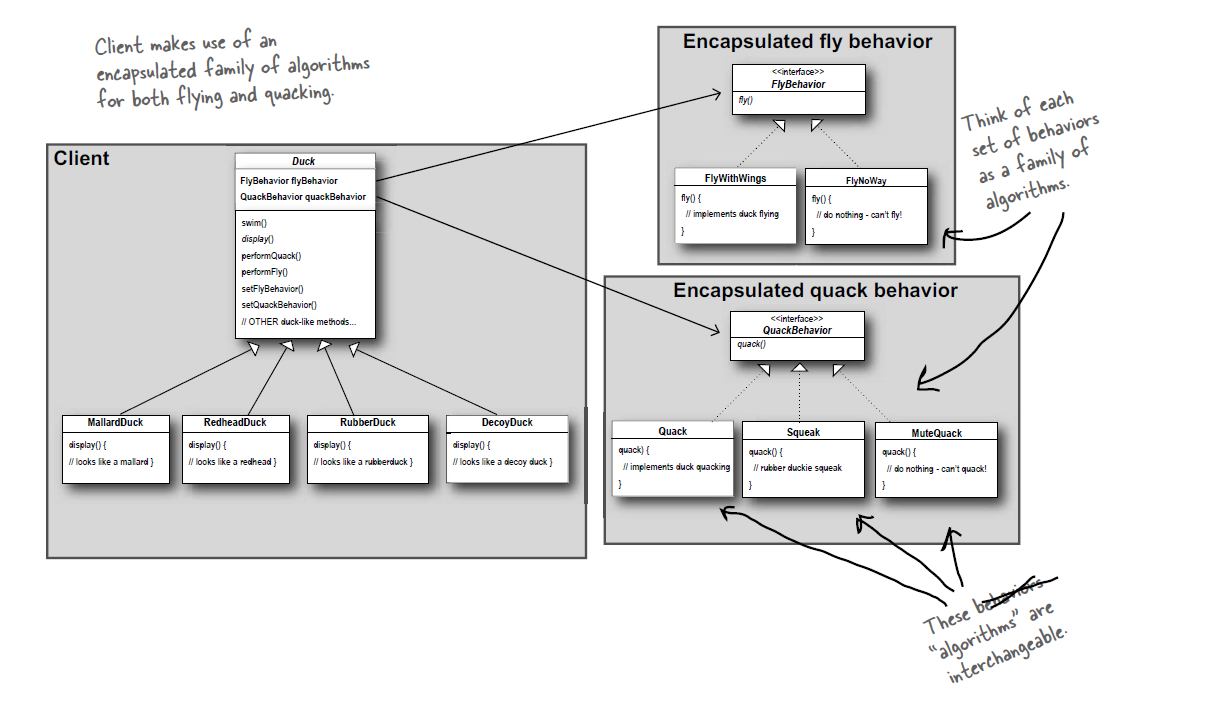 Client makes use of an
encapsulated family of algorithms
for both flying and quacking.
Client
Duck
FlyBehavior flyBehavior
QuackBehavior quackBehavior
swim()
display()
performQuack()
performFly()
setFlyBehavior()
setQuackBehavior()
// OTHER duck-like methods...
MallardDuck
display() {
// looks like a mallard }
RedheadDuck
display() {
// looks like a redhead }
RubberDuck
display() {
// looks like a rubberduck }
DecoyDuck
display() {
// looks like a decoy duck }
Encapsulated fly behavior
<<interface>>
FlyBehavior
fly()
FlyWithWings
fly() {
// implements duck flying
}
FlyNoWay
fly() {
// do nothing - can't fly!
}
Think of each
set of behaviors
as a family of
algorithms.
Encapsulated quack behavior
<<interface>>
QuackBehavior
quack()
Quack
quack) {
// implements duck quacking
}
Squeak
quack() {
// rubber duckie squeak
}
MuteQuack
quack() {
// do nothing - can't quack!
}
These behaviors
“algorithms” are
interchangeable.